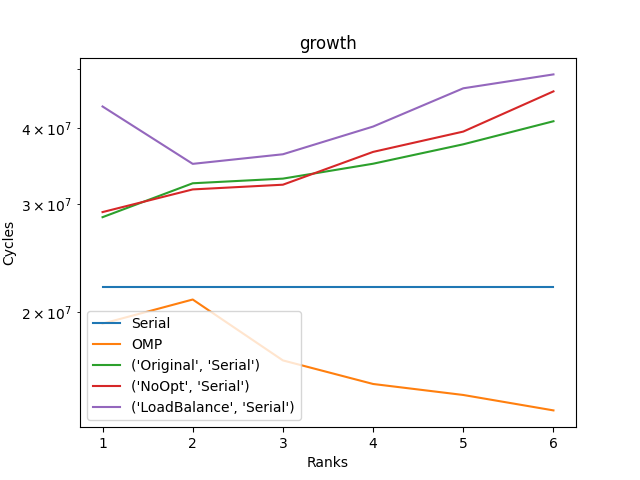 growth
Cycles
4 × 10^7
3 × 10^7
2 × 10^7
Serial
OMP
('Original', 'Serial')
('NoOpt', 'Serial')
('LoadBalance', 'Serial')
1 2 3 4 5 6
Ranks